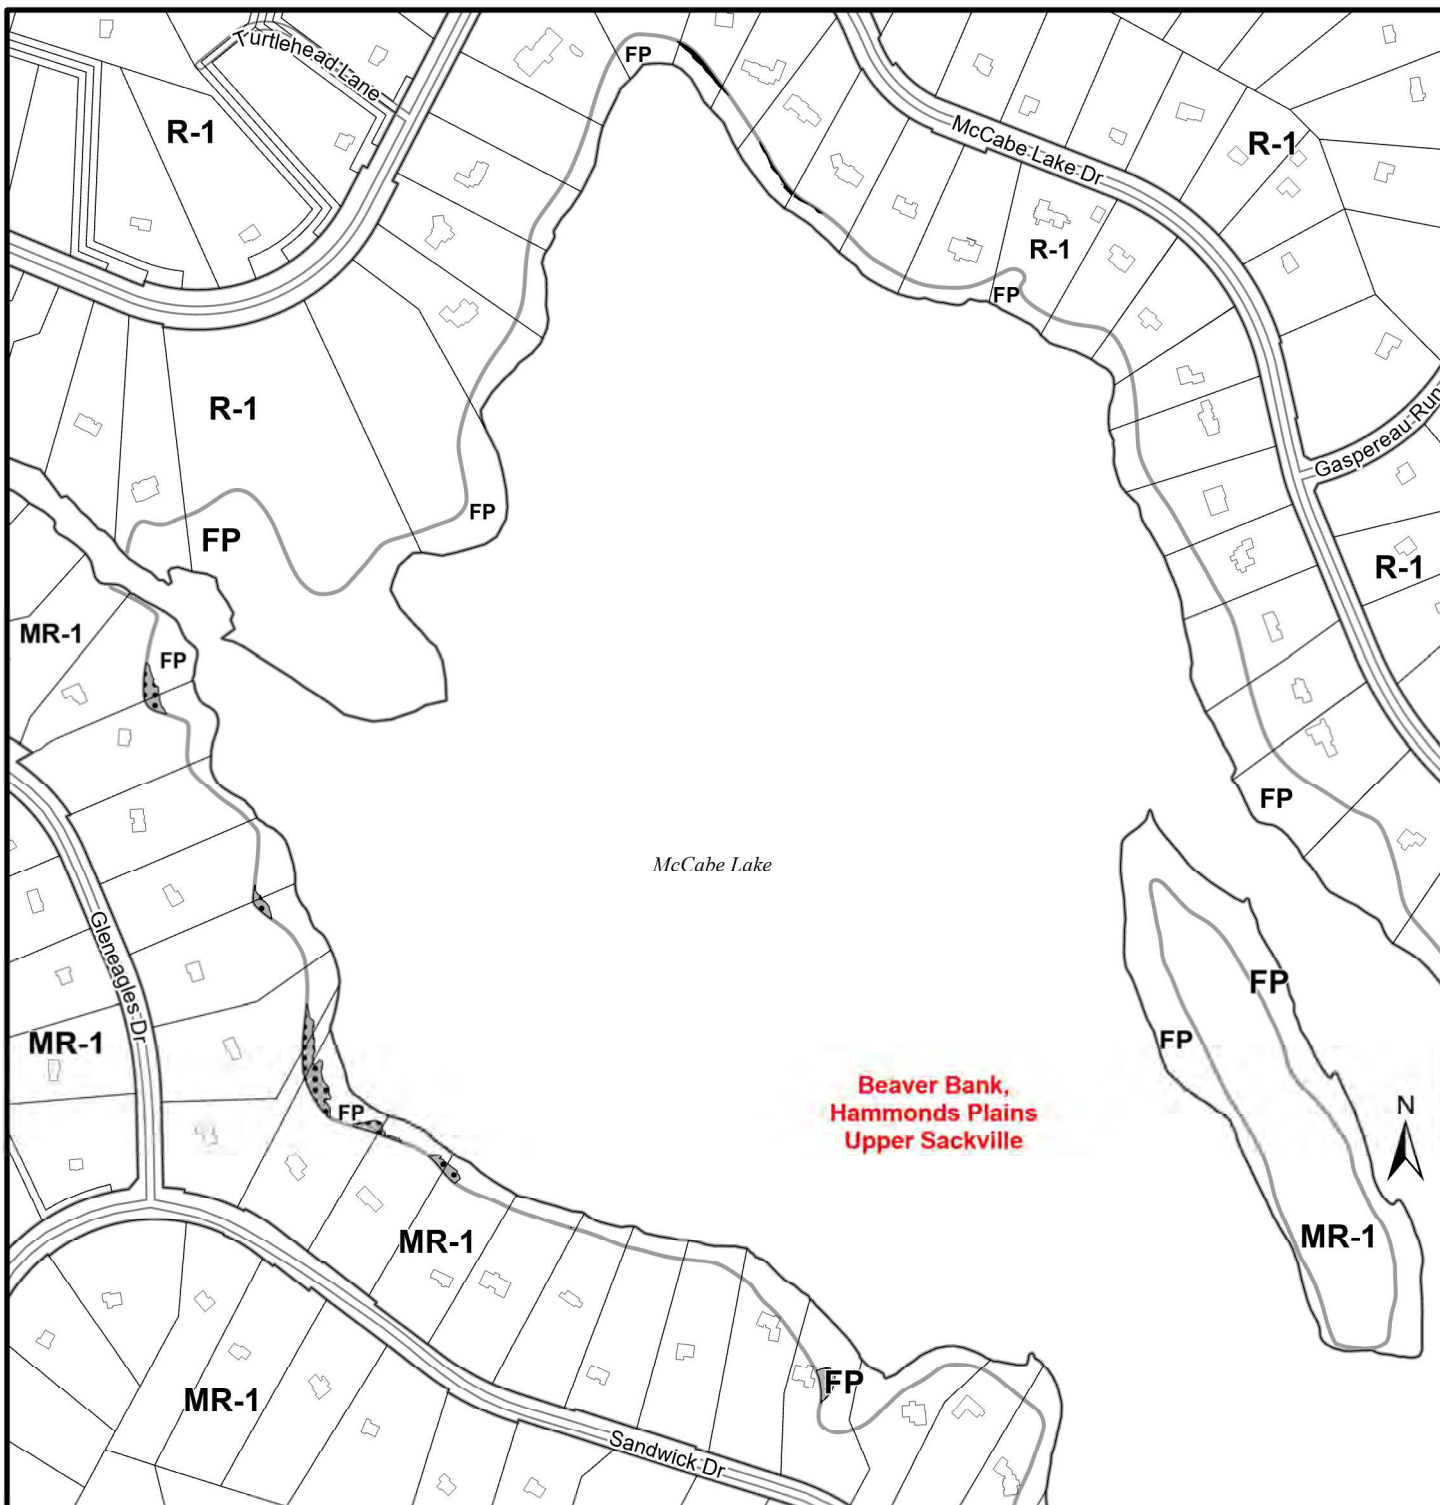 Turtlehead Lane
FP
R-1
McCabe Lake Dr
R-1
R-1
FP
R-1
Gaspereau Run
FP
FP
R-1
MR-1
FP
FP
McCabe Lake
Gleneagles Dr
FP
FP
MR-1
Beaver Bank,
Hammonds Plains
Upper Sackville
N
FP
MR-1
MR-1
FP
MR-1
Sandwick Dr